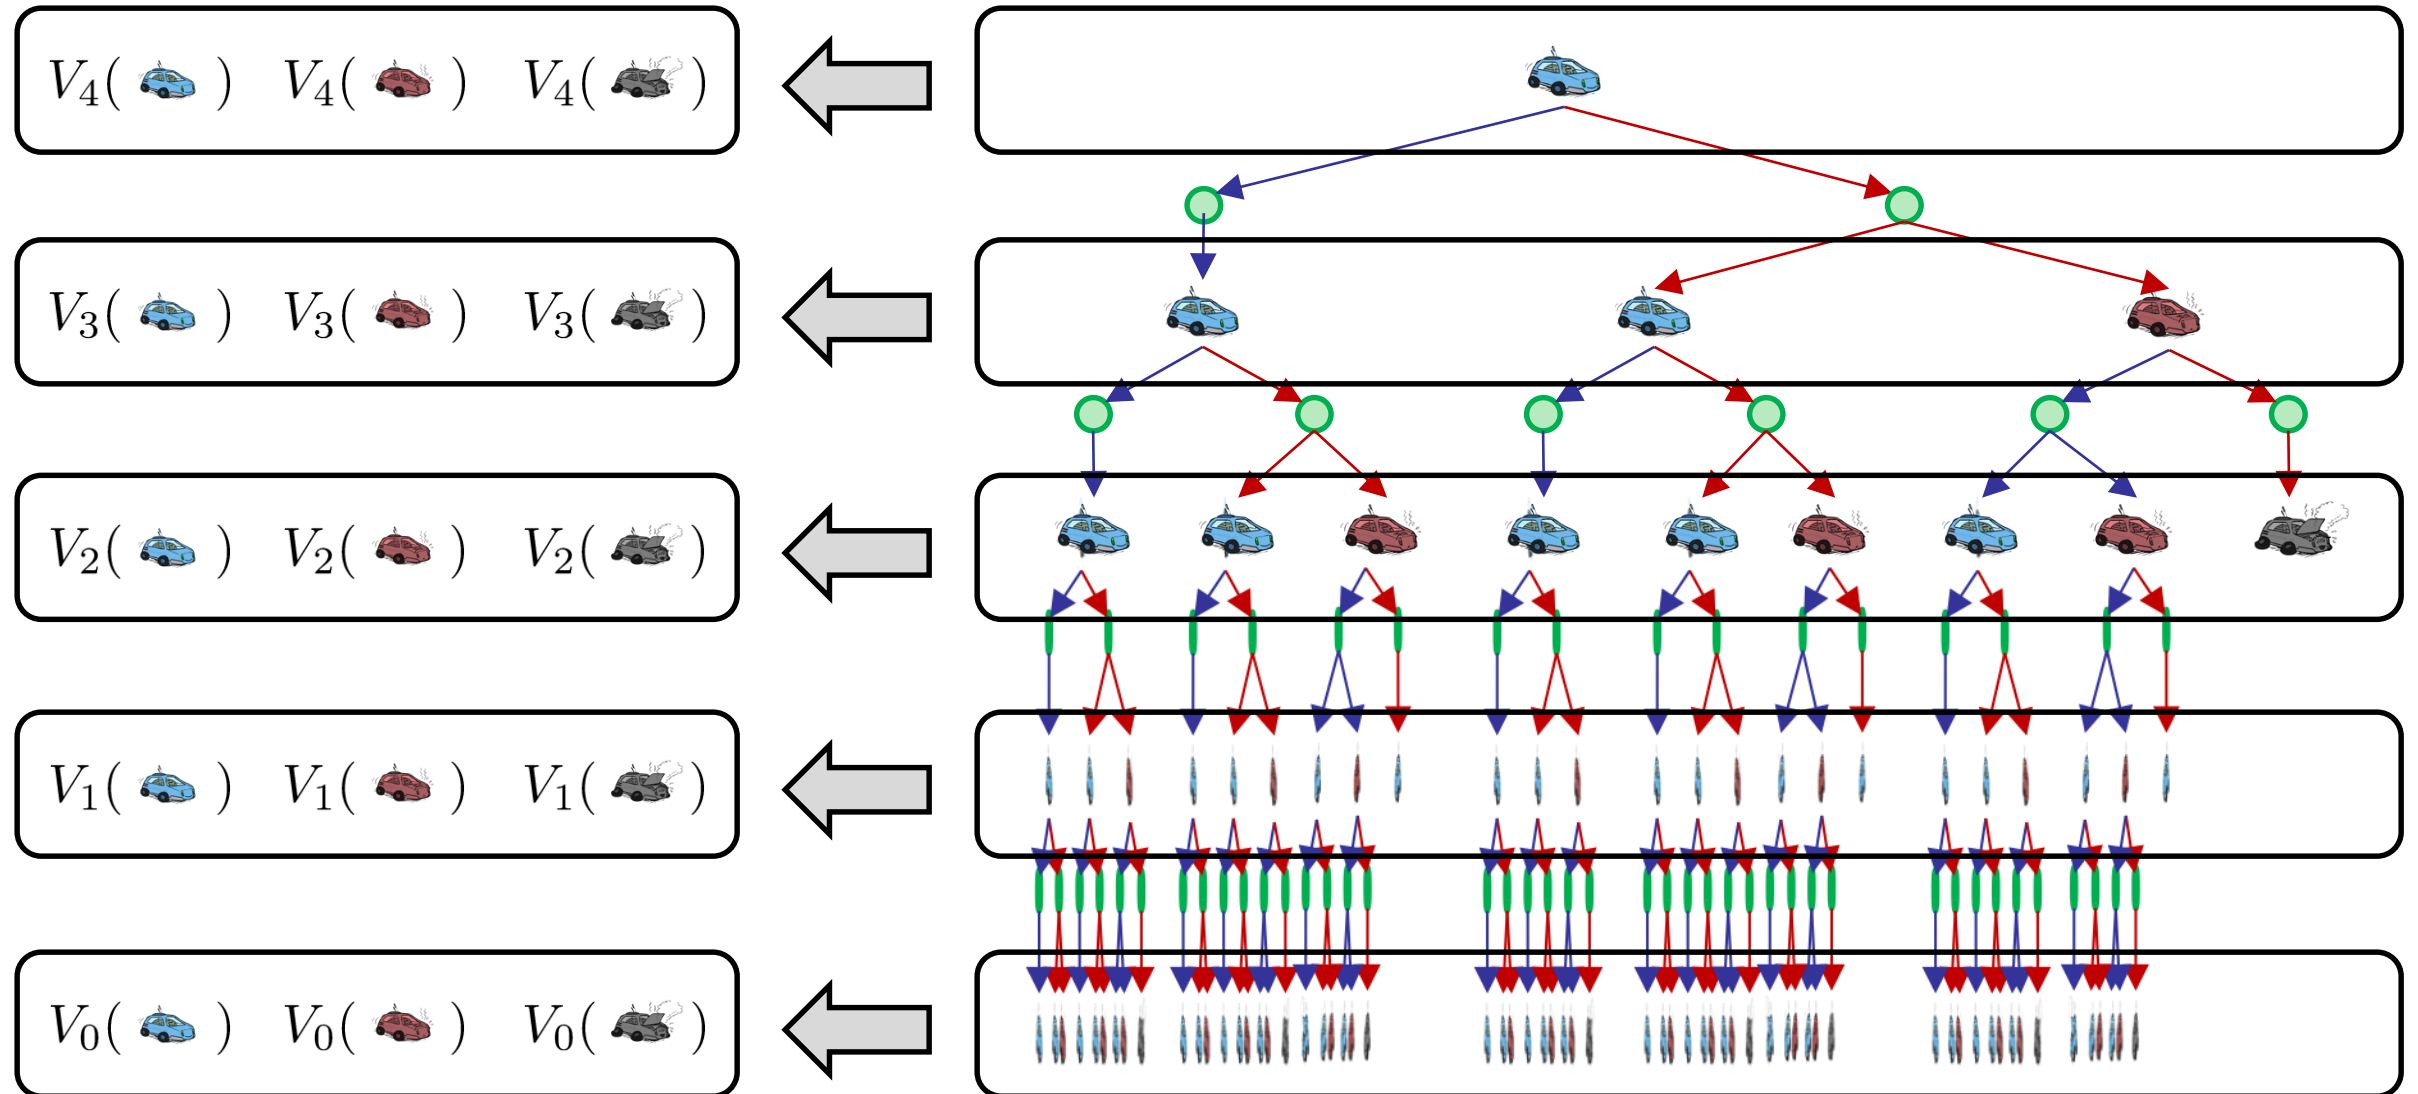 V₄( ) V₄( ) V₄( )
V₃( ) V₃( ) V₃( )
V₂( ) V₂( ) V₂( )
V₁( ) V₁( ) V₁( )
V₀( ) V₀( ) V₀( )